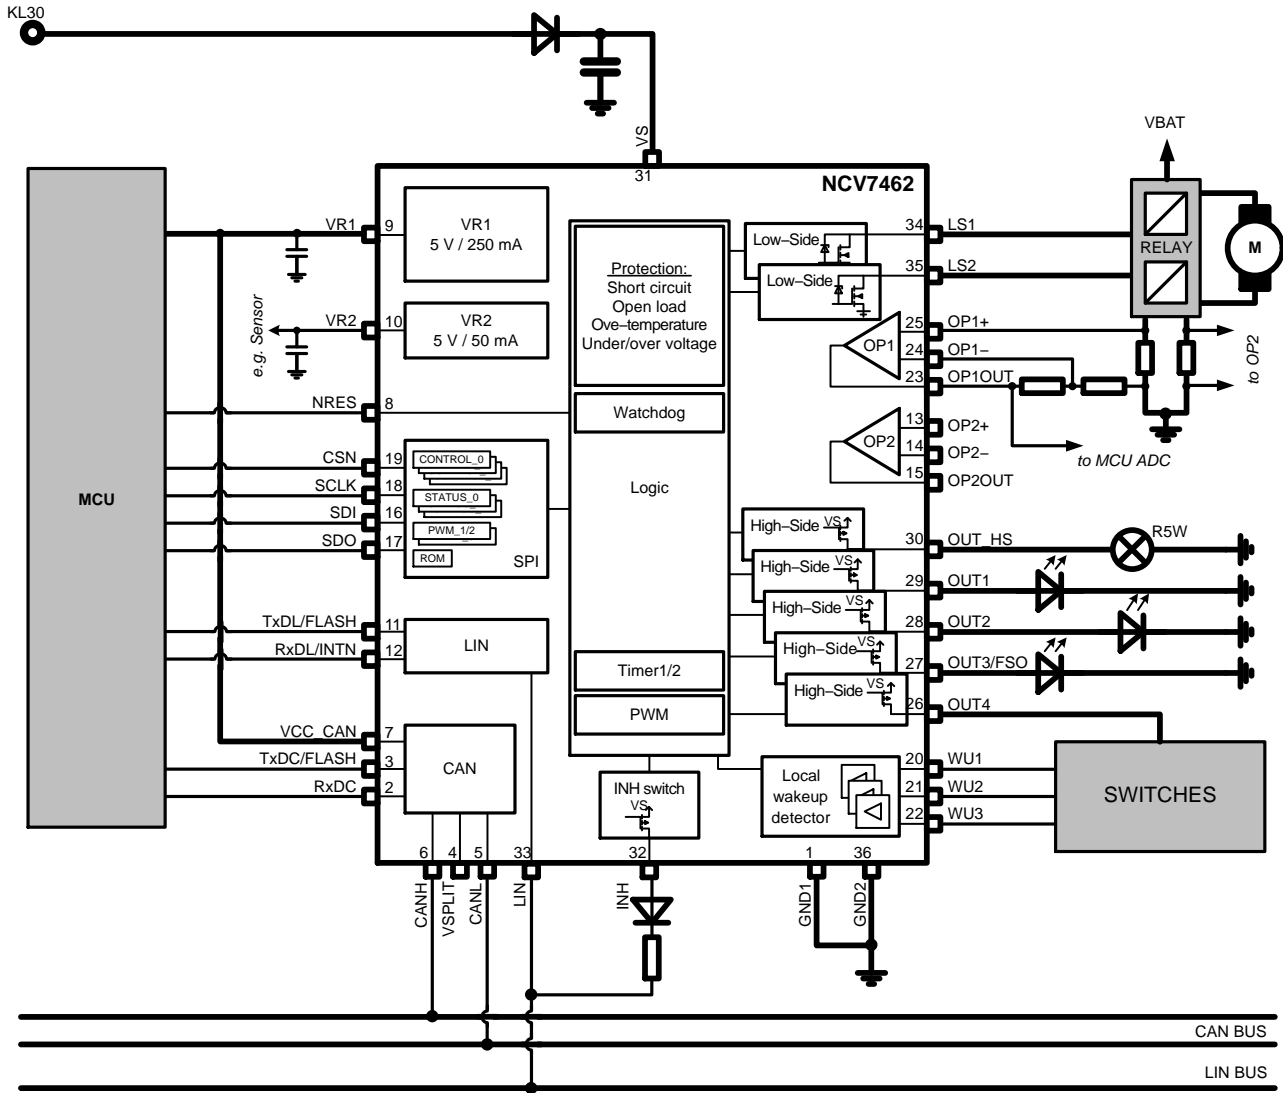 KL30
VS
31
NCV7462
VBAT
MCU
VR1
9
VR1
5 V / 250 mA
VR2
10
VR2
5 V / 50 mA
e.g. Sensor
NRES
8
Protection:
Short circuit
Open load
Ove–temperature
Under/over voltage
Watchdog
Logic
Timer1/2
PWM
Low–Side
Low–Side
34
LS1
35
LS2
RELAY
M
OP1
25
OP1+
24
OP1–
23
OP1OUT
to OP2
OP2
13
OP2+
14
OP2–
15
OP2OUT
to MCU ADC
CSN
19
SCLK
18
SDI
16
SDO
17
CONTROL_0
STATUS_0
PWM_1/2
ROM
SPI
High–Side
VS
30
OUT_HS
R5W
High–Side
VS
29
OUT1
High–Side
VS
28
OUT2
High–Side
VS
27
OUT3/FSO
High–Side
VS
26
OUT4
TxDL/FLASH
11
RxDL/INTN
12
LIN
VCC_CAN
7
TxDC/FLASH
3
RxDC
2
CAN
INH switch
VS
Local
wakeup
detector
20
WU1
21
WU2
22
WU3
SWITCHES
6
4
5
33
32
1
36
CANH
VSPLIT
CANL
LIN
INH
GND1
GND2
CAN BUS
LIN BUS